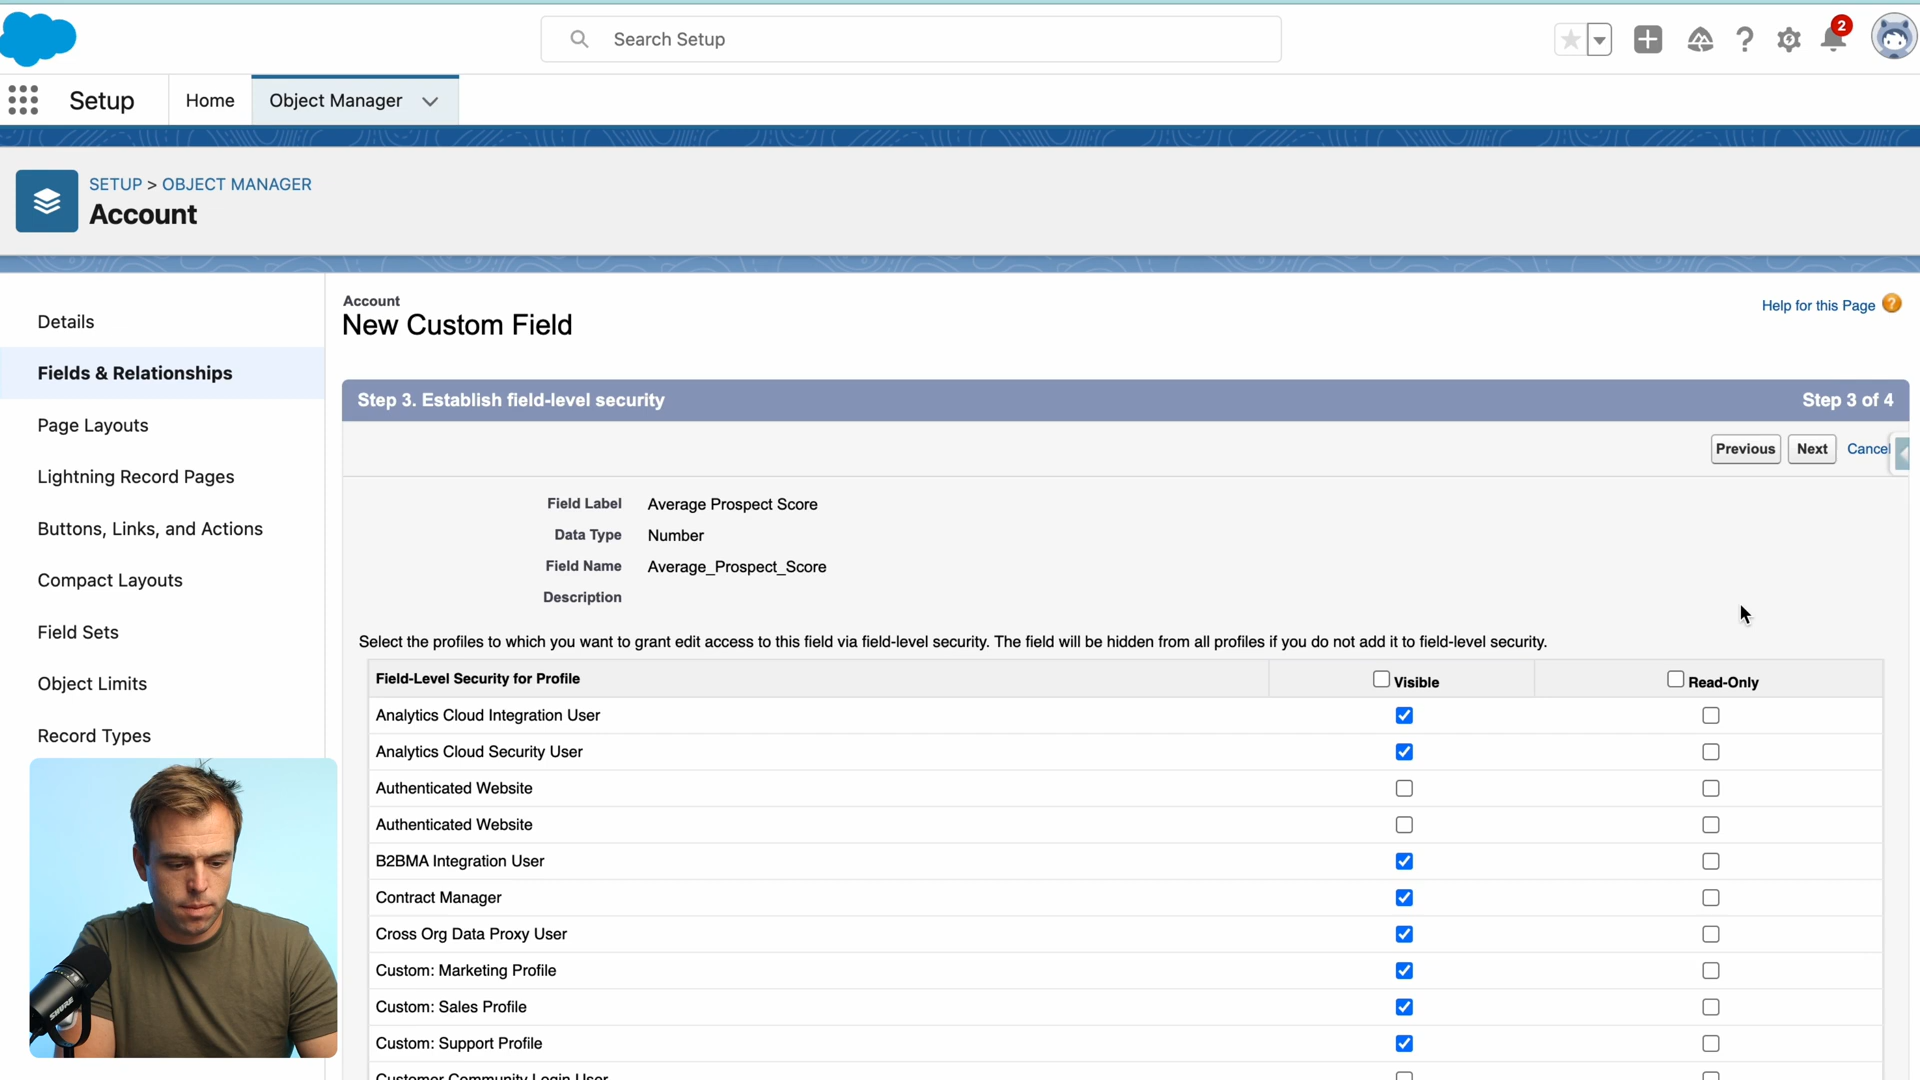 Search Setup
2
Setup
Home
Object Manager
SETUP > OBJECT MANAGER
Account
Details
Fields & Relationships
Page Layouts
Lightning Record Pages
Buttons, Links, and Actions
Compact Layouts
Field Sets
Object Limits
Record Types
Account
New Custom Field
Help for this Page
Step 3. Establish field-level security
Step 3 of 4
Previous
Next
Cancel
Field Label Average Prospect Score
Data Type Number
Field Name Average_Prospect_Score
Description
Select the profiles to which you want to grant edit access to this field via field-level security. The field will be hidden from all profiles if you do not add it to field-level security.
Field-Level Security for Profile Visible Read-Only
Analytics Cloud Integration User
Analytics Cloud Security User
Authenticated Website
Authenticated Website
B2BMA Integration User
Contract Manager
Cross Org Data Proxy User
Custom: Marketing Profile
Custom: Sales Profile
Custom: Support Profile
Customer Community Login User
SHURE